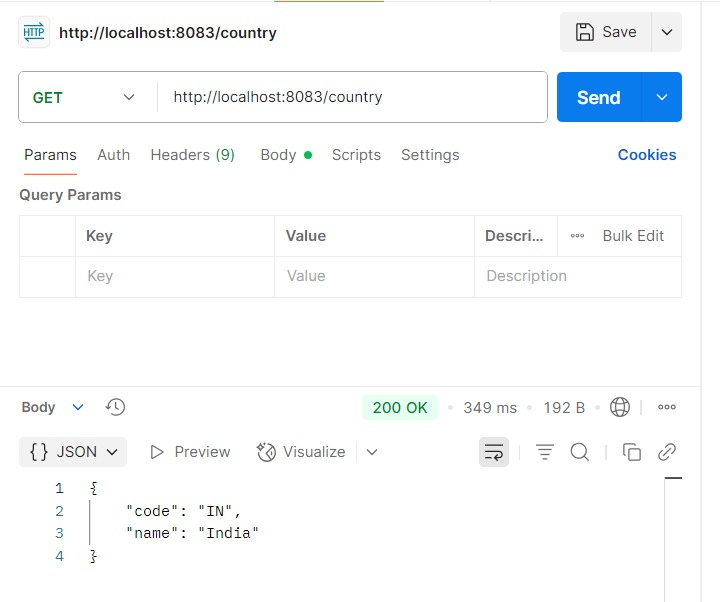 HTTP http://localhost:8083/country Save
GET http://localhost:8083/country Send
Params Auth Headers (9) Body Scripts Settings Cookies
Query Params
Key Value Descri... Bulk Edit
Key Value Description
Body 200 OK 349 ms 192 B
{} JSON Preview Visualize
1 {
2 "code": "IN",
3 "name": "India"
4 }